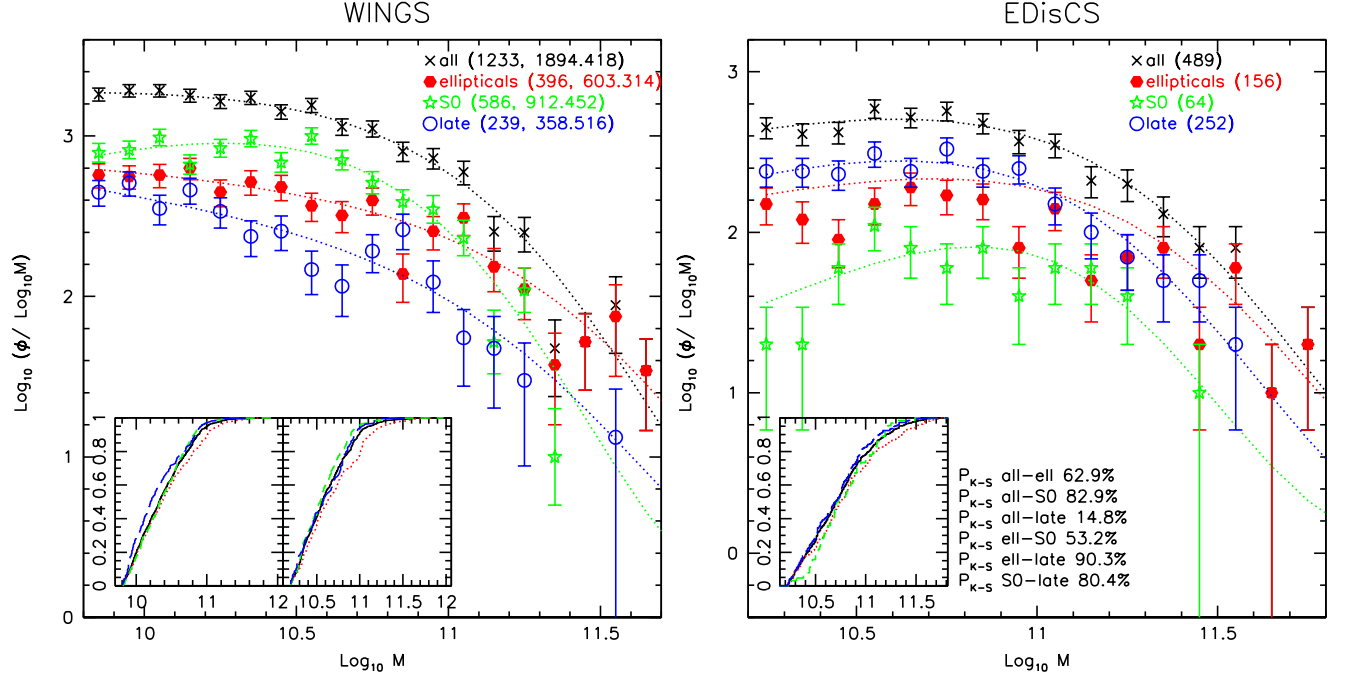 WINGS
EDisCS
all (1233, 1894.418)
ellipticals (396, 603.314)
S0 (586, 912.452)
late (239, 358.516)
all (489)
ellipticals (156)
S0 (64)
late (252)
Log10 (ϕ/ Log10M)
3
2
1
0
10
10.5
11
11.5
Log10 M
0 0.2 0.4 0.6 0.8 1
10 11 12
10.5 11 11.5 12
Log10 (ϕ/ Log10M)
3
2
1
0
10.5
11
11.5
Log10 M
0 0.2 0.4 0.6 0.8 1
10.5 11 11.5
PK-S all-ell 62.9%
PK-S all-S0 82.9%
PK-S all-late 14.8%
PK-S ell-S0 53.2%
PK-S ell-late 90.3%
PK-S S0-late 80.4%